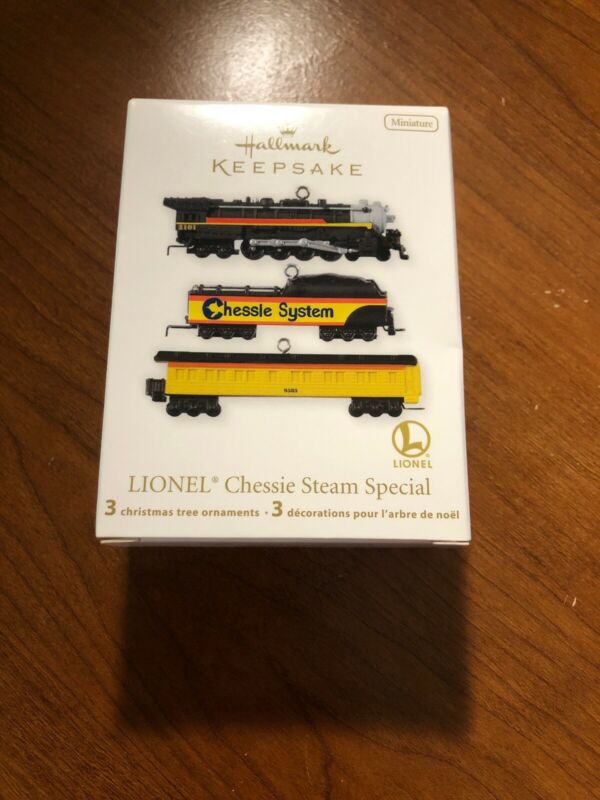 Miniature
Hallmark
KEEPSAKE
2101
Chessie System
LIONEL
LIONEL® Chessie Steam Special
3 christmas tree ornaments • 3 décorations pour l'arbre de noël